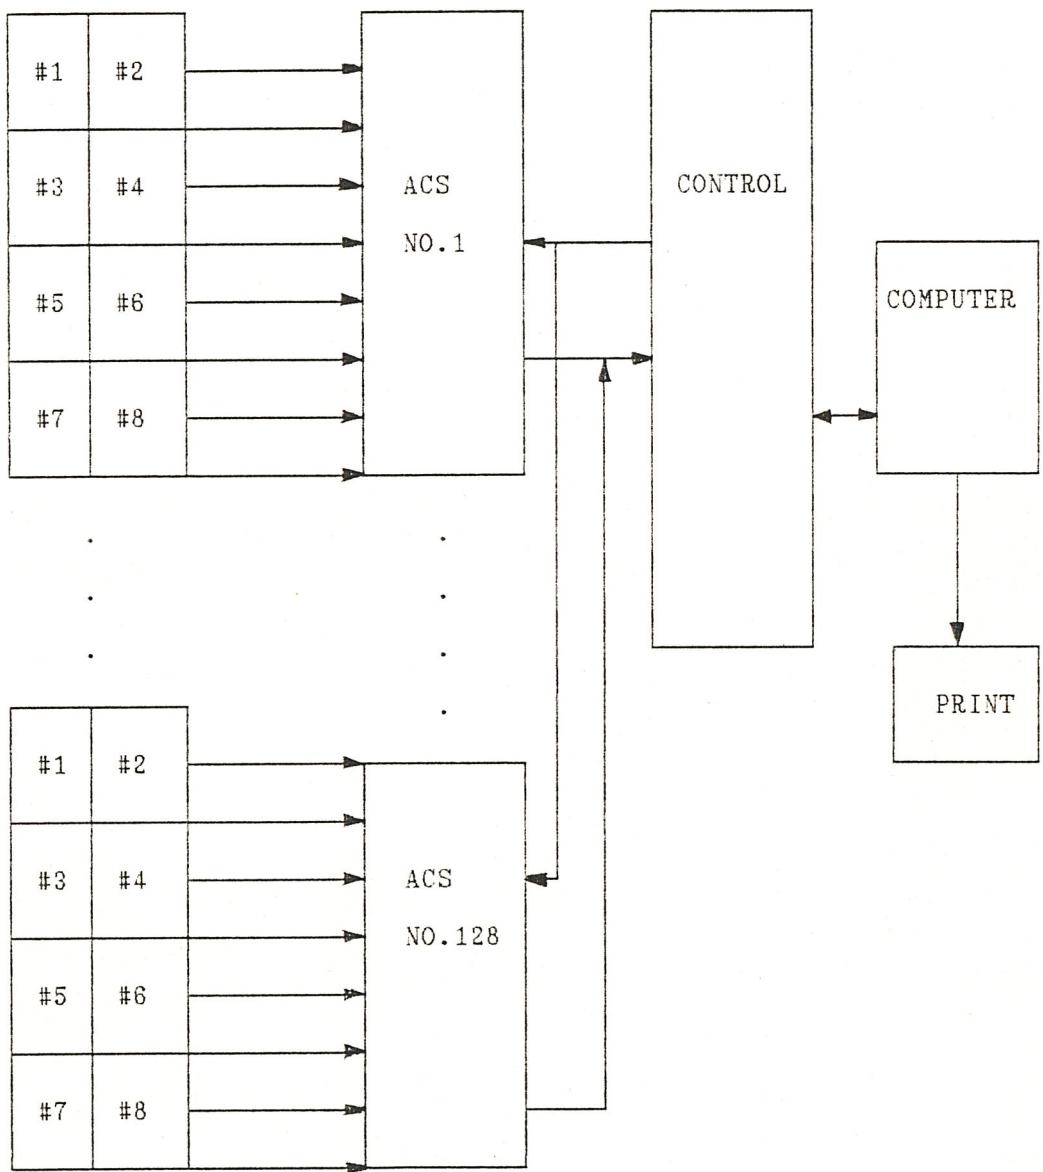 #1 #2
#3 #4
#5 #6
#7 #8
ACS
NO.1
CONTROL
COMPUTER
PRINT
#1 #2
#3 #4
#5 #6
#7 #8
ACS
NO.128